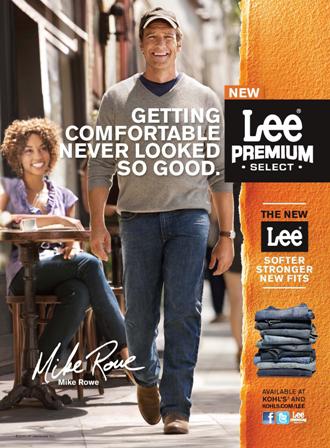 GETTING
COMFORTABLE
NEVER LOOKED
SO GOOD.
Mike Rowe
Mike Rowe
NEW
Lee
PREMIUM
• SELECT •
THE NEW
Lee
SOFTER
STRONGER
NEW FITS
AVAILABLE AT
KOHL'S® AND
KOHLS.COM/LEE